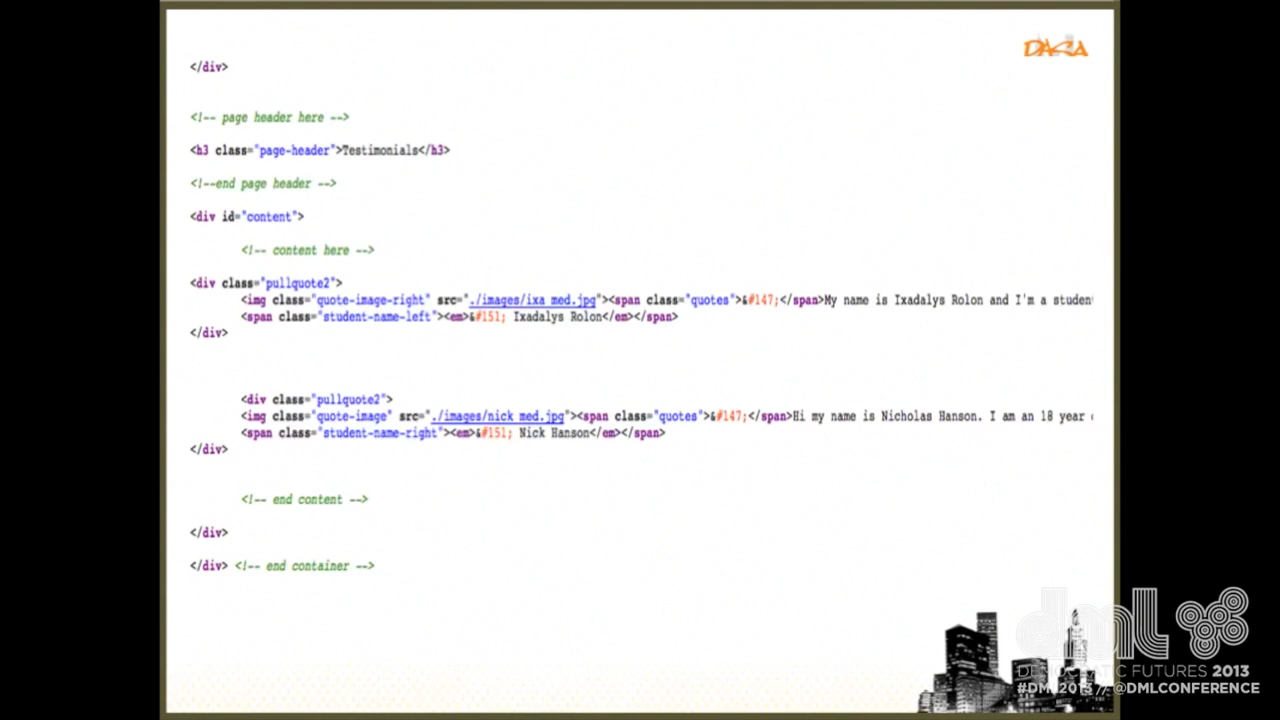 DACA
</div>
<!-- page header here -->
<h3 class="page-header">Testimonials</h3>
<!--end page header -->
<div id="content">
<!-- content here -->
<div class="pullquote2">
<img class="quote-image-right" src="./images/ixa_med.jpg"><span class="quotes">&#147;</span>My name is Ixadalys Rolon and I'm a studen
<span class="student-name-left"><em>&#151; Ixadalys Rolon</em></span>
</div>
<div class="pullquote2">
<img class="quote-image" src="./images/nick_med.jpg"><span class="quotes">&#147;</span>Hi my name is Nicholas Hanson. I am an 18 year
<span class="student-name-right"><em>&#151; Nick Hanson</em></span>
</div>
<!-- end content -->
</div>
</div> <!-- end container -->
dml
DEMOCRATIC FUTURES 2013
#DML2013 // @DMLCONFERENCE